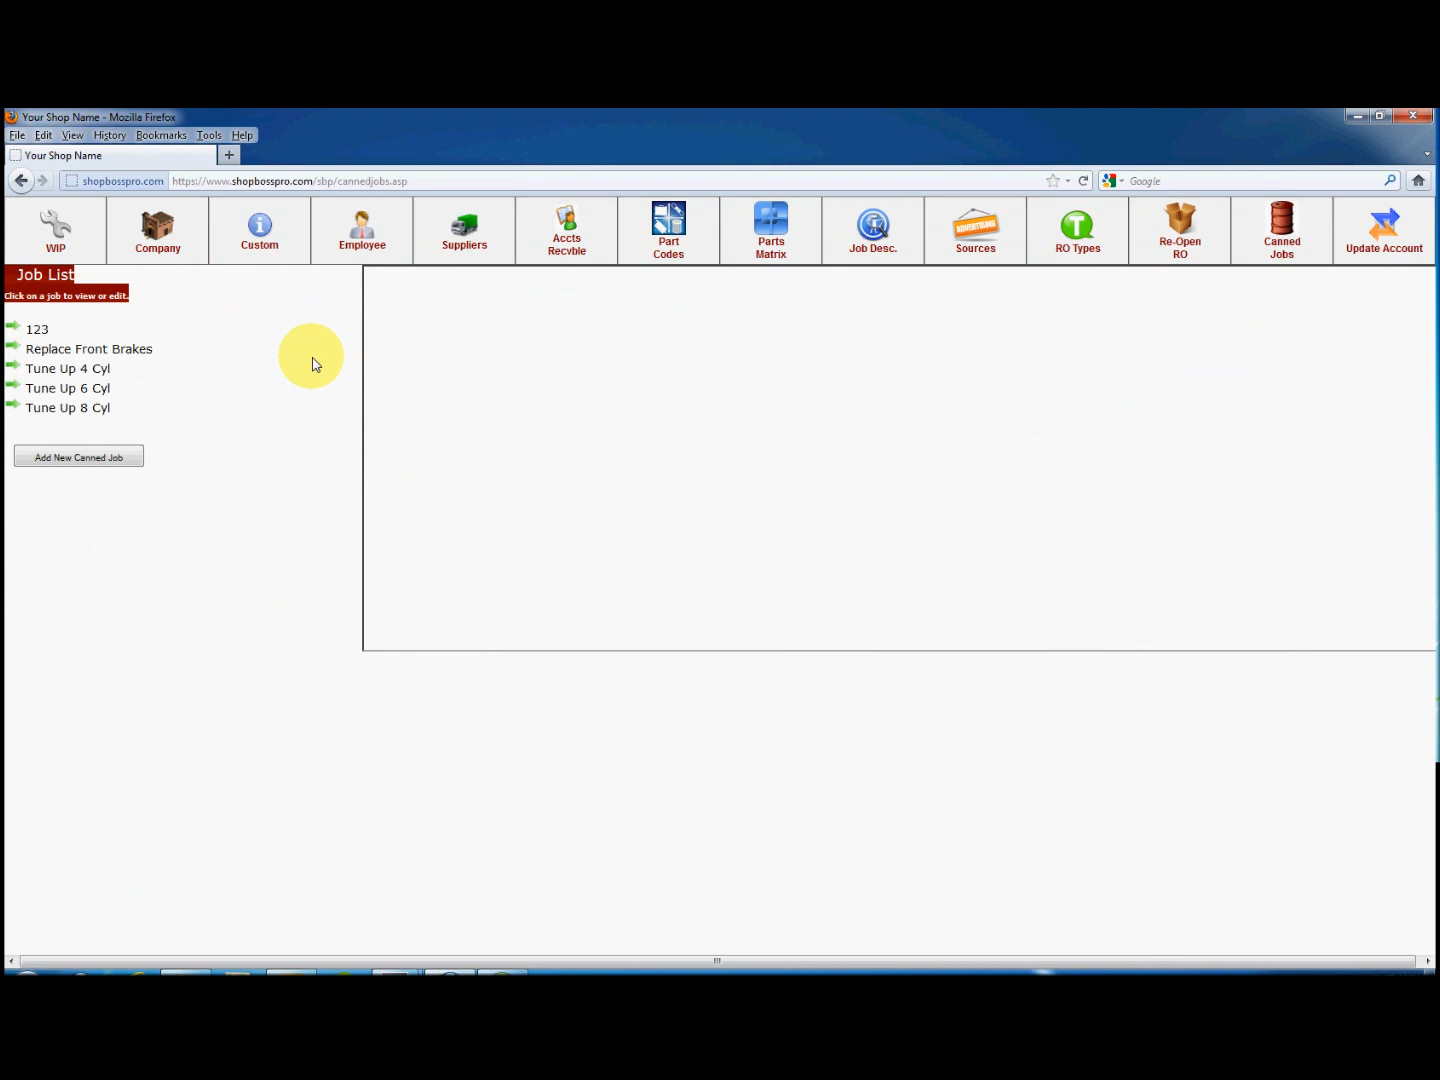 Your Shop Name - Mozilla Firefox
File Edit View History Bookmarks Tools Help
Your Shop Name
shopbosspro.com https://www.shopbosspro.com/sbp/cannedjobs.asp Google
WIP
Company
Custom
Employee
Suppliers
Accts
Recvble
Part
Codes
Parts
Matrix
Job Desc.
ADVERTISING
Sources
T
RO Types
Re-Open
RO
Canned
Jobs
Update Account
Job List
Click on a job to view or edit.
123
Replace Front Brakes
Tune Up 4 Cyl
Tune Up 6 Cyl
Tune Up 8 Cyl
Add New Canned Job